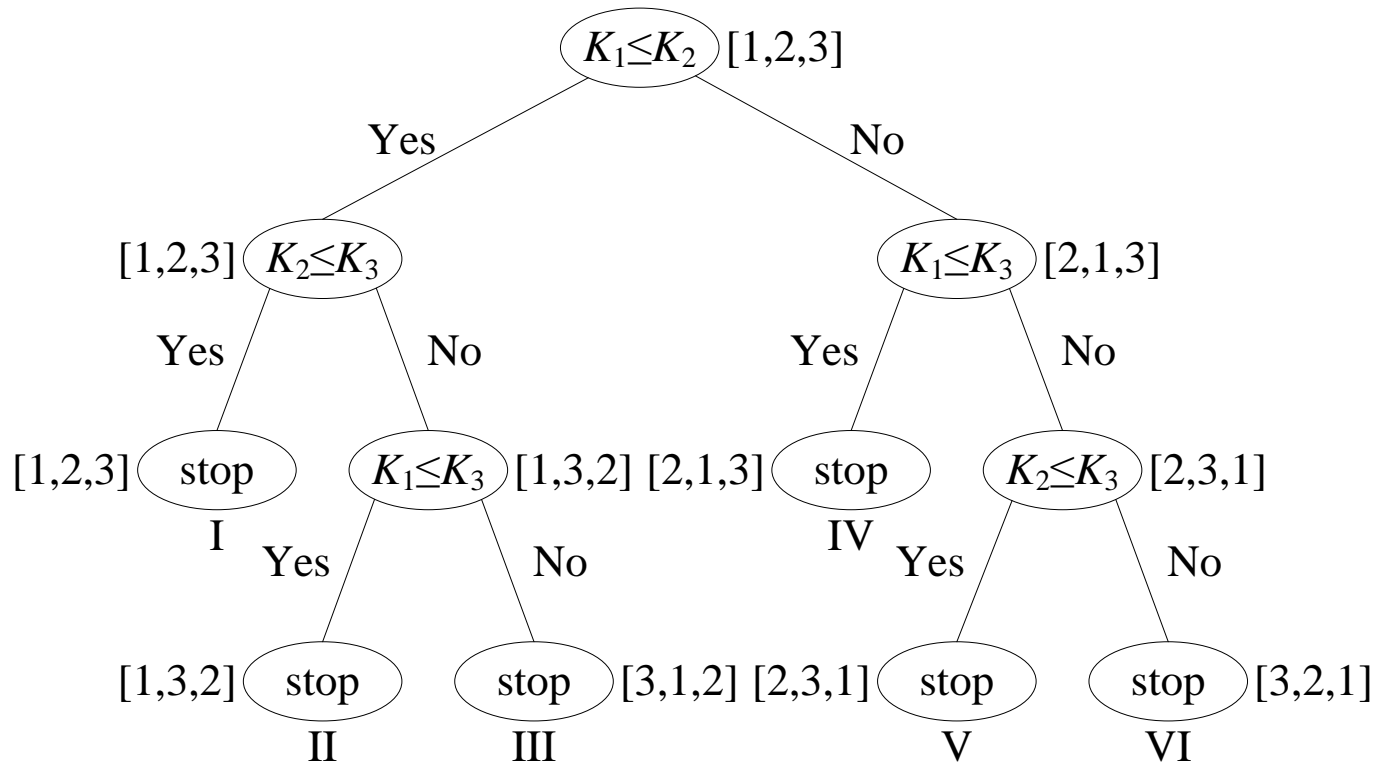 K₁≤K₂ [1,2,3]
Yes No
[1,2,3] K₂≤K₃ K₁≤K₃ [2,1,3]
Yes No Yes No
[1,2,3] stop K₁≤K₃ [1,3,2] [2,1,3] stop K₂≤K₃ [2,3,1]
I IV
Yes No Yes No
[1,3,2] stop stop [3,1,2] [2,3,1] stop stop [3,2,1]
II III V VI